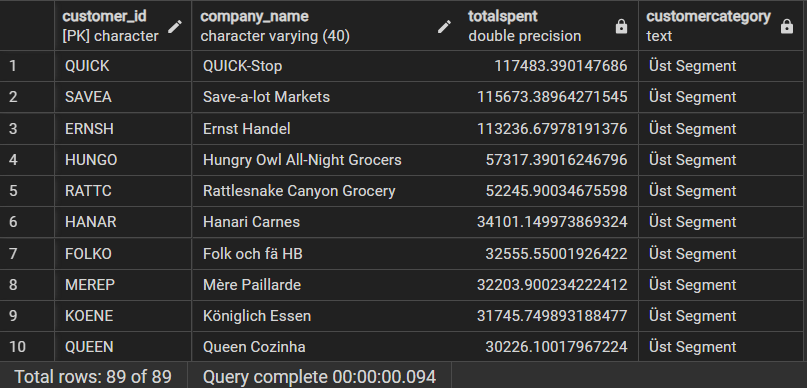 customer_id company_name totalspent customercategory
[PK] character character varying (40) double precision text
1 QUICK QUICK-Stop 117483.390147686 Üst Segment
2 SAVEA Save-a-lot Markets 115673.38964271545 Üst Segment
3 ERNSH Ernst Handel 113236.67978191376 Üst Segment
4 HUNGO Hungry Owl All-Night Grocers 57317.39016246796 Üst Segment
5 RATTC Rattlesnake Canyon Grocery 52245.90034675598 Üst Segment
6 HANAR Hanari Carnes 34101.149973869324 Üst Segment
7 FOLKO Folk och fä HB 32555.55001926422 Üst Segment
8 MEREP Mère Paillarde 32203.900234222412 Üst Segment
9 KOENE Königlich Essen 31745.749893188477 Üst Segment
10 QUEEN Queen Cozinha 30226.10017967224 Üst Segment
Total rows: 89 of 89 Query complete 00:00:00.094